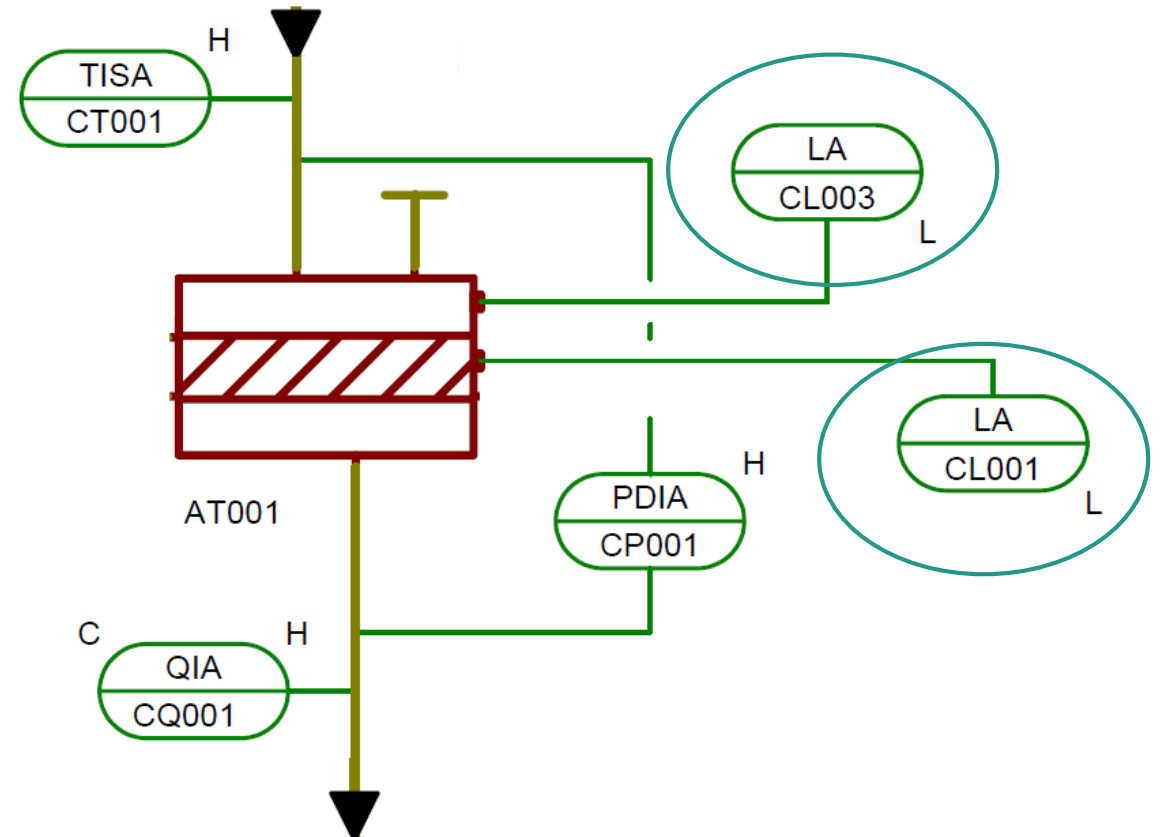 H
TISA
CT001
LA
CL003
L
LA
CL001
L
H
PDIA
CP001
AT001
C
H
QIA
CQ001